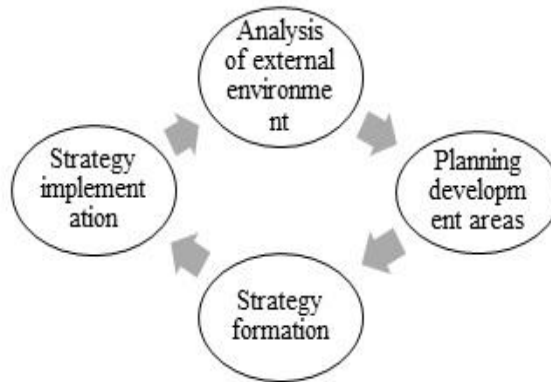 Analysis
of external
environme
nt
Planning
developm
ent areas
Strategy
formation
Strategy
implement
ation